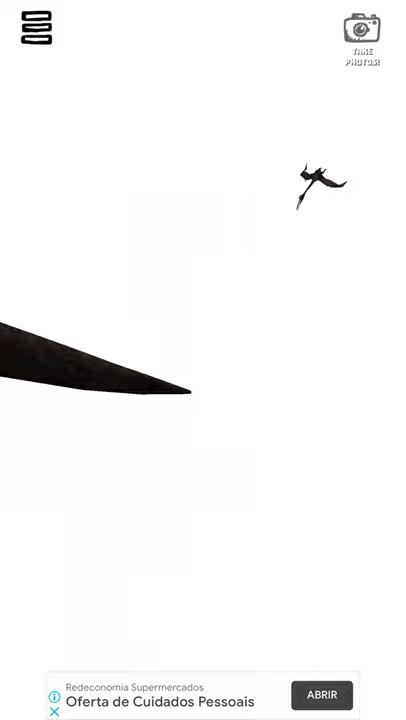 TAKE
PHOTOS!
Redeconomia Supermercados
Oferta de Cuidados Pessoais
ABRIR